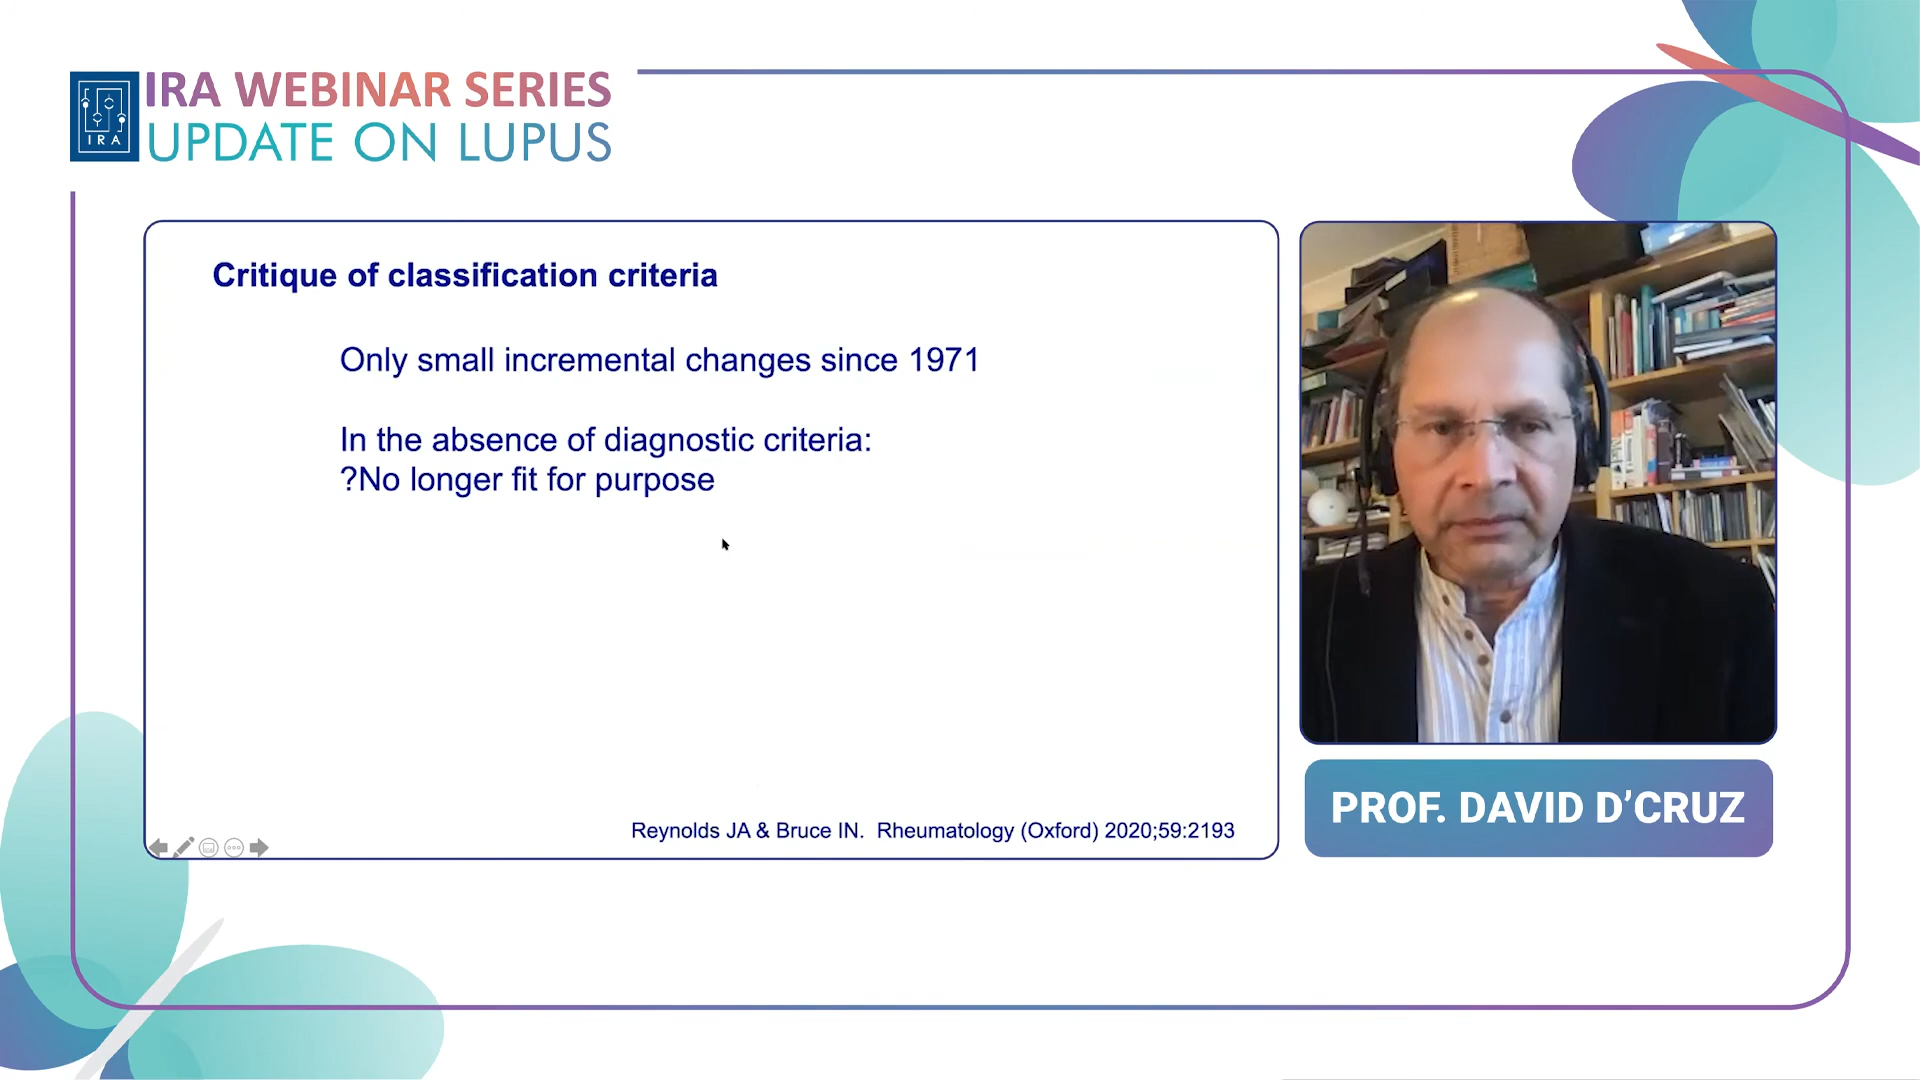 IRA WEBINAR SERIES
UPDATE ON LUPUS
IRA
Critique of classification criteria
Only small incremental changes since 1971
In the absence of diagnostic criteria:
?No longer fit for purpose
Reynolds JA & Bruce IN. Rheumatology (Oxford) 2020;59:2193
PROF. DAVID D’CRUZ